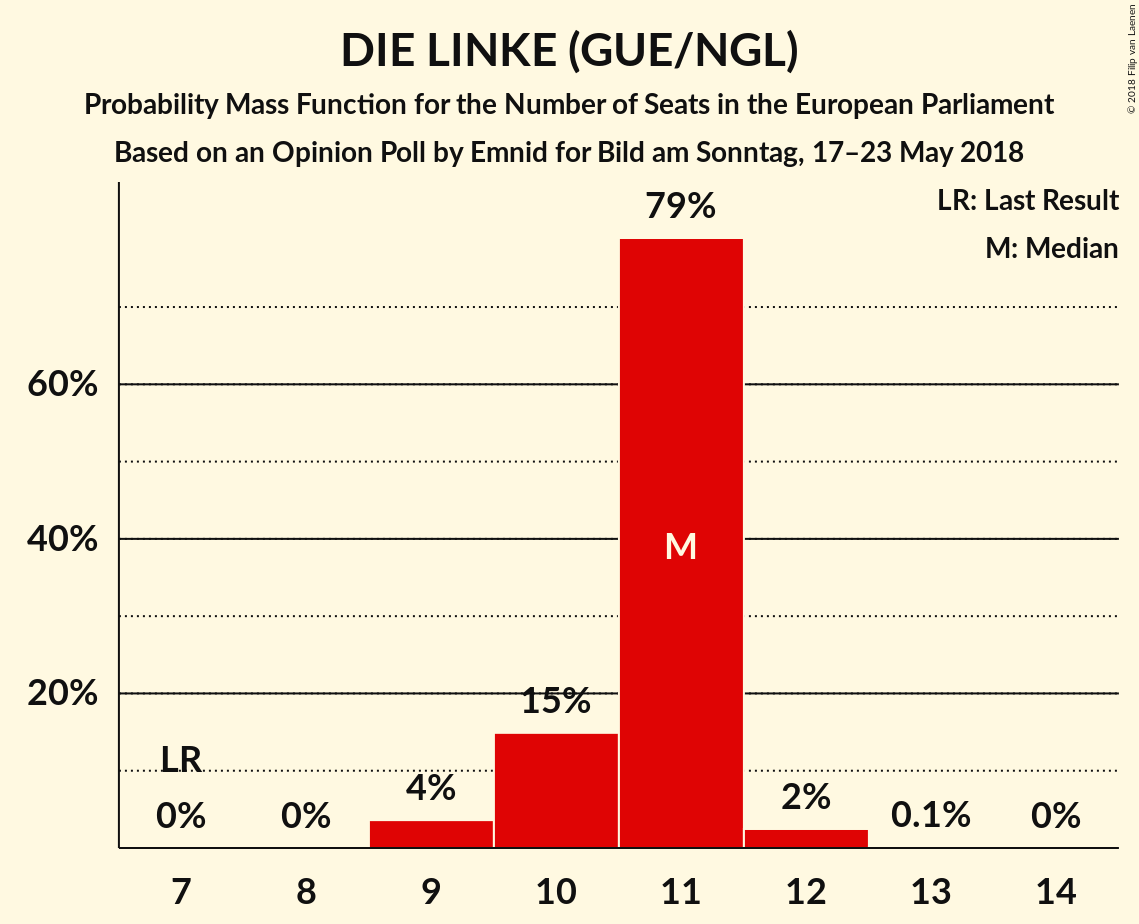 DIE LINKE (GUE/NGL)
Probability Mass Function for the Number of Seats in the European Parliament
Based on an Opinion Poll by Emnid for Bild am Sonntag, 17–23 May 2018
© 2018 Filip van Laenen
LR: Last Result
M: Median
79%
60%
40%
M
20%
15%
LR
4%
2%
0%
0%
0.1%
0%
7 8 9 10 11 12 13 14